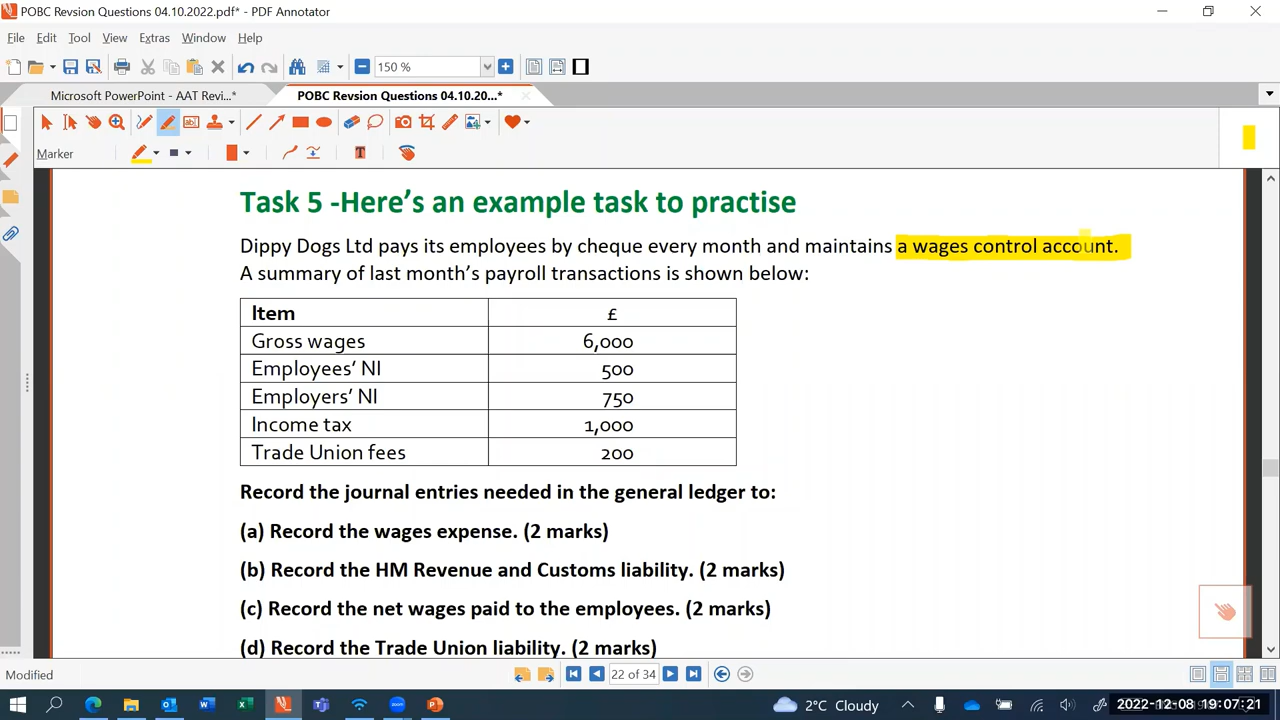 POBC Revsion Questions 04.10.2022.pdf* - PDF Annotator
File Edit Tool View Extras Window Help
150 %
Microsoft PowerPoint - AAT Revi...*
POBC Revsion Questions 04.10.20...*
Marker
Task 5 -Here's an example task to practise
Dippy Dogs Ltd pays its employees by cheque every month and maintains a wages control account.
A summary of last month's payroll transactions is shown below:
Item £
Gross wages 6,000
Employees' NI 500
Employers' NI 750
Income tax 1,000
Trade Union fees 200
Record the journal entries needed in the general ledger to:
(a) Record the wages expense. (2 marks)
(b) Record the HM Revenue and Customs liability. (2 marks)
(c) Record the net wages paid to the employees. (2 marks)
(d) Record the Trade Union liability. (2 marks)
Modified
22 of 34
2°C Cloudy
2022-12-08 19:07:21